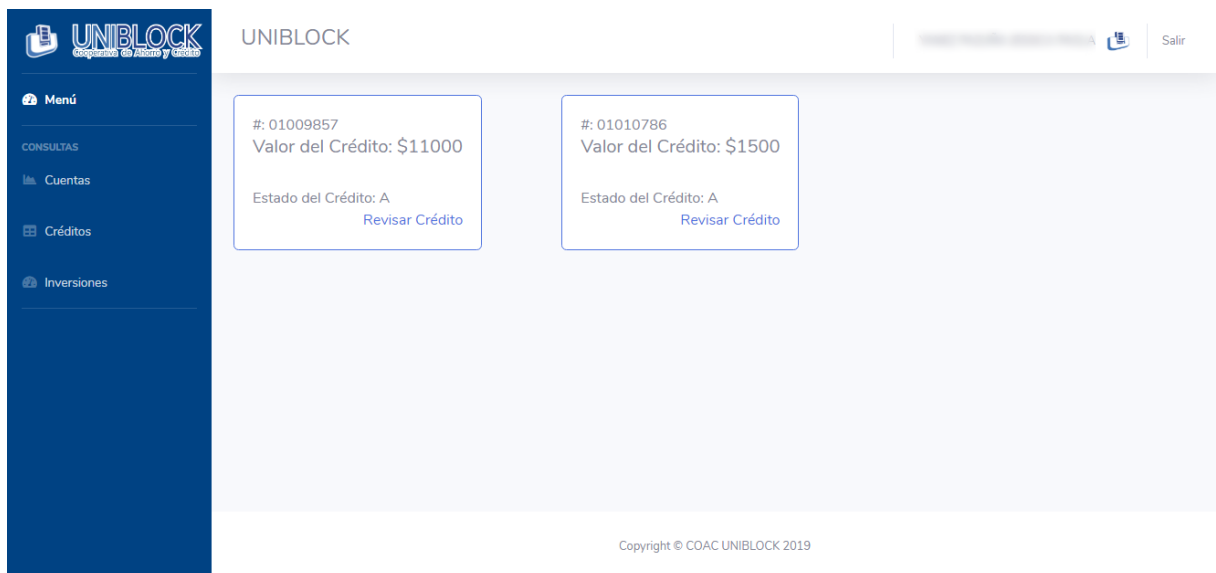 UNIBLOCK
Cooperativa de Ahorro y Crédito
UNIBLOCK
Salir
Menú
CONSULTAS
Cuentas
Créditos
Inversiones
#: 01009857
Valor del Crédito: $11000
Estado del Crédito: A
Revisar Crédito
#: 01010786
Valor del Crédito: $1500
Estado del Crédito: A
Revisar Crédito
Copyright © COAC UNIBLOCK 2019